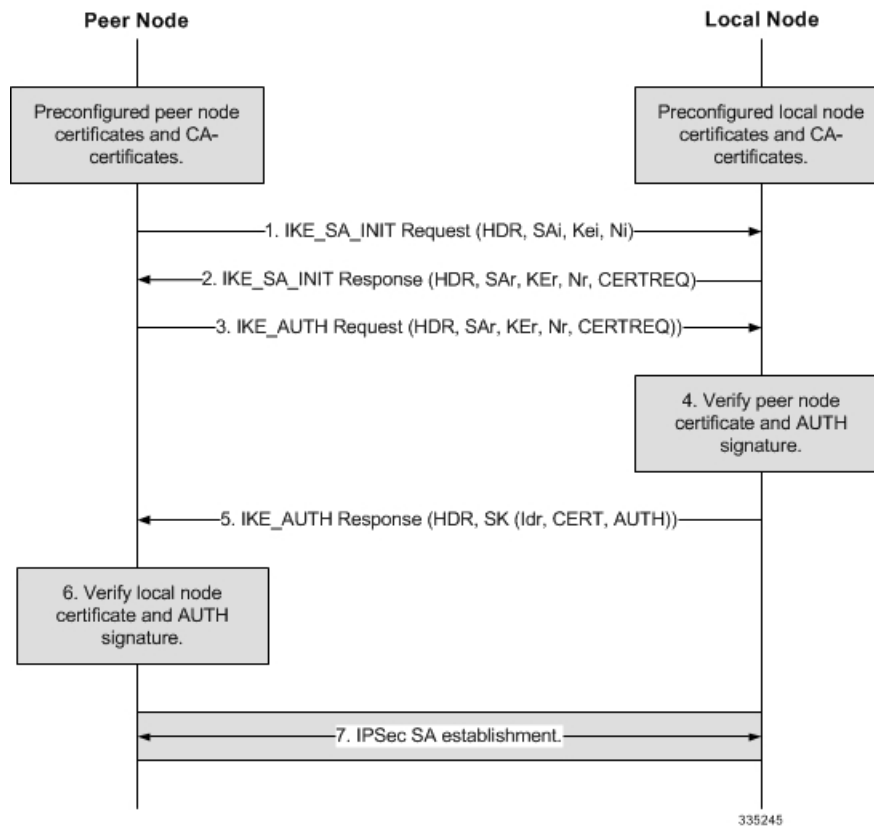 Peer Node
Local Node
Preconfigured peer node
certificates and CA-
certificates.
Preconfigured local node
certificates and CA-
certificates.
1. IKE_SA_INIT Request (HDR, SAi, Kei, Ni)
2. IKE_SA_INIT Response (HDR, SAr, KEr, Nr, CERTREQ)
3. IKE_AUTH Request (HDR, SAr, KEr, Nr, CERTREQ))
4. Verify peer node
certificate and AUTH
signature.
5. IKE_AUTH Response (HDR, SK (Idr, CERT, AUTH))
6. Verify local node
certificate and AUTH
signature.
7. IPSec SA establishment.
335245